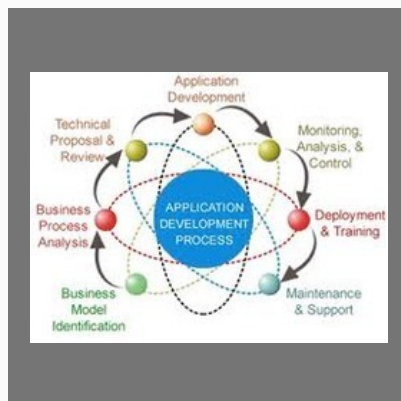 Application
Development
Technical
Proposal &
Review
Monitoring,
Analysis, &
Control
Business
Process
Analysis
APPLICATION
DEVELOPMENT
PROCESS
Deployment
& Training
Business
Model
Identification
Maintenance
& Support